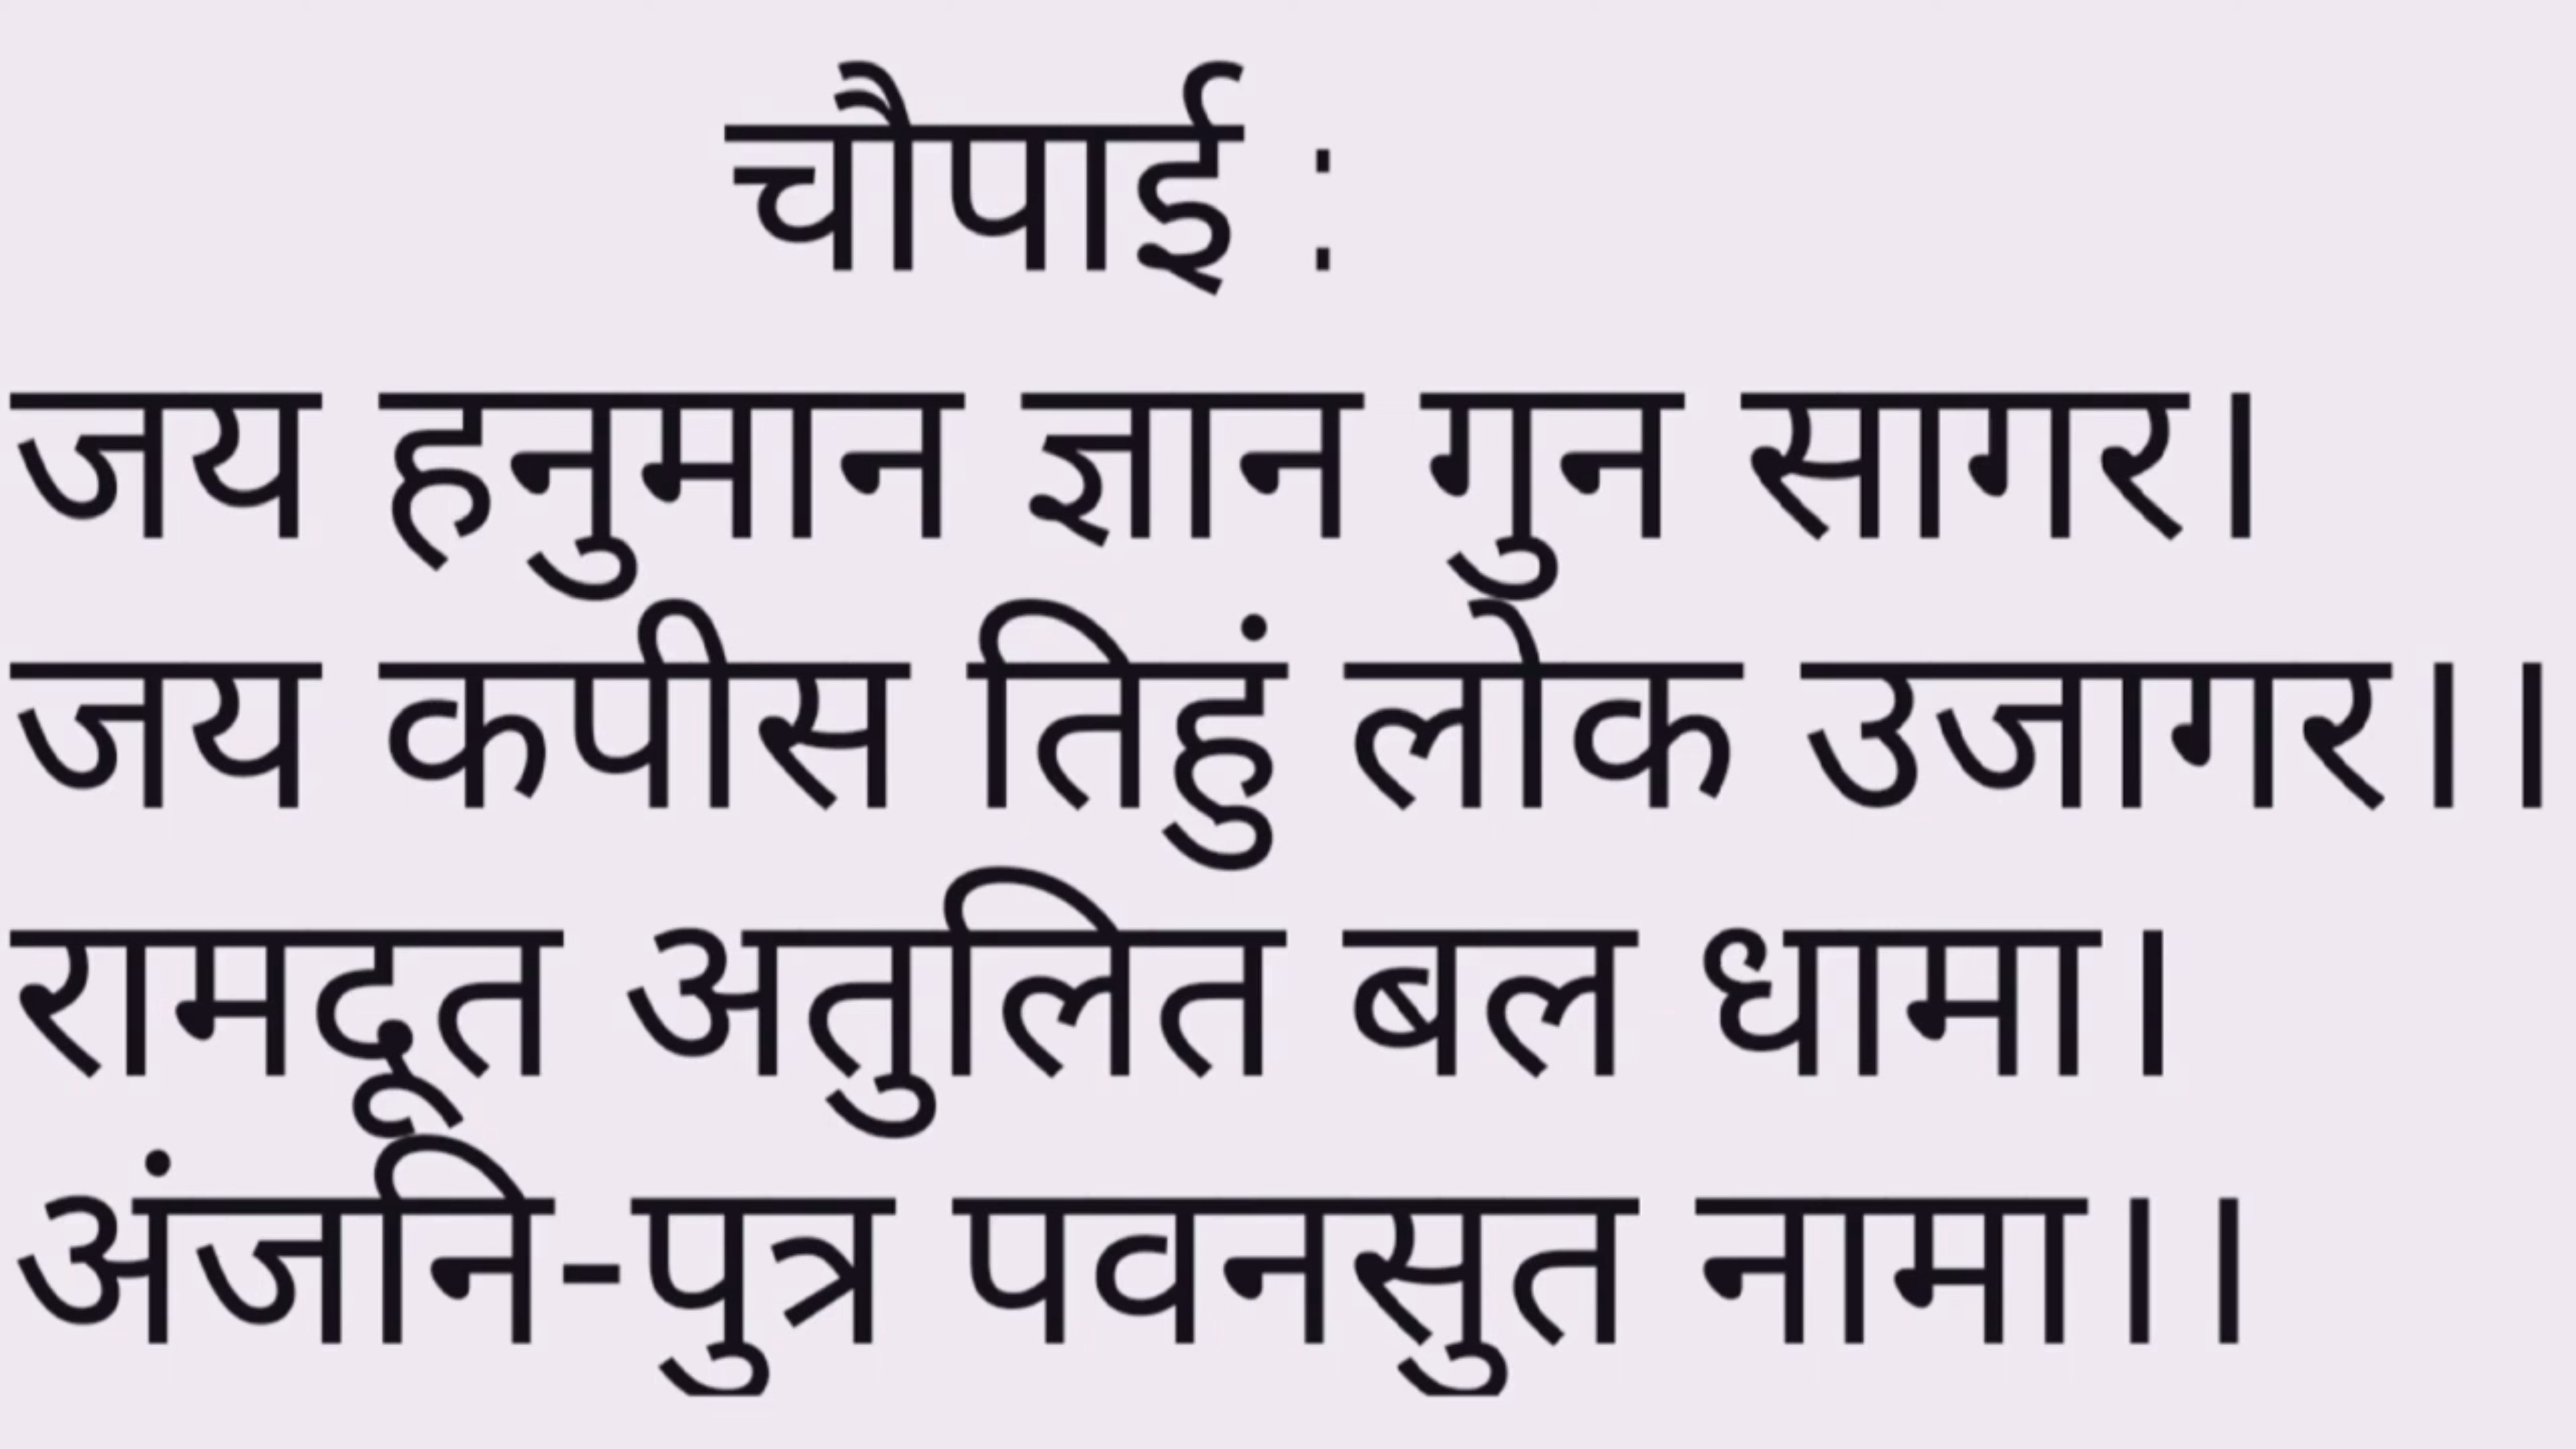 चौपाई :
जय हनुमान ज्ञान गुन सागर।
जय कपीस तिहुं लोक उजागर।।
रामदूत अतुलित बल धामा।
अंजनि-पुत्र पवनसुत नामा।।